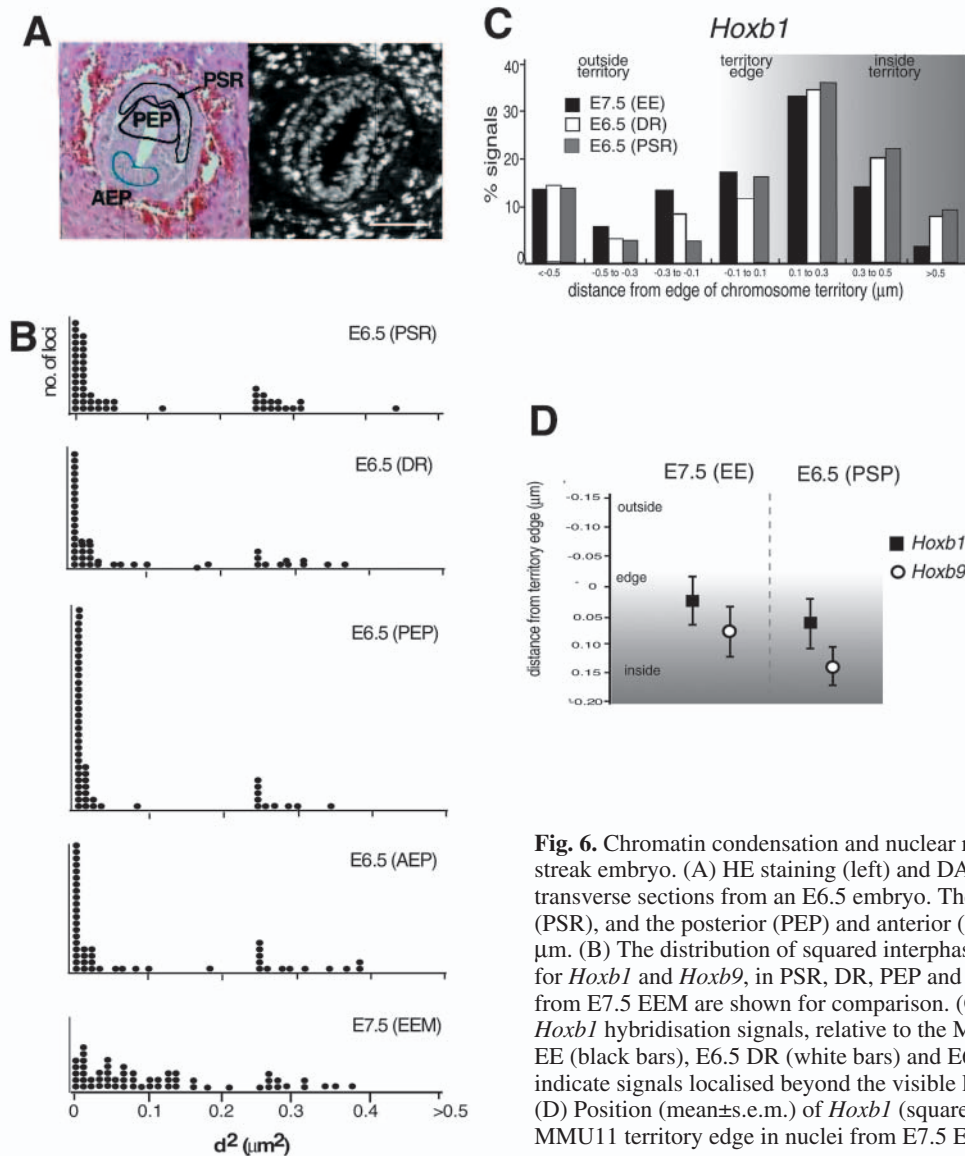 A
PSR
PEP
AEP
B
no. of loci
E6.5 (PSR)
E6.5 (DR)
E6.5 (PEP)
E6.5 (AEP)
E7.5 (EEM)
0 0.1 0.2 0.3 0.4 >0.5
d² (µm²)
C
Hoxb1
outside territory
territory edge
inside territory
E7.5 (EE)
E6.5 (DR)
E6.5 (PSR)
% signals
40
30
20
10
0
<-0.5 -0.5 to -0.3 -0.3 to -0.1 -0.1 to 0.1 0.1 to 0.3 0.3 to 0.5 >0.5
distance from edge of chromosome territory (µm)
D
E7.5 (EE) E6.5 (PSP)
distance from territory edge (µm)
-0.15
-0.10
-0.05
0
0.05
0.10
0.15
0.20
outside
edge
inside
Hoxb1
Hoxb9
Fig. 6. Chromatin condensation and nuclear r
streak embryo. (A) HE staining (left) and DA
transverse sections from an E6.5 embryo. The
(PSR), and the posterior (PEP) and anterior (
µm. (B) The distribution of squared interphas
for Hoxb1 and Hoxb9, in PSR, DR, PEP and
from E7.5 EEM are shown for comparison. (C
Hoxb1 hybridisation signals, relative to the M
EE (black bars), E6.5 DR (white bars) and E6
indicate signals localised beyond the visible l
(D) Position (mean±s.e.m.) of Hoxb1 (square
MMU11 territory edge in nuclei from E7.5 E